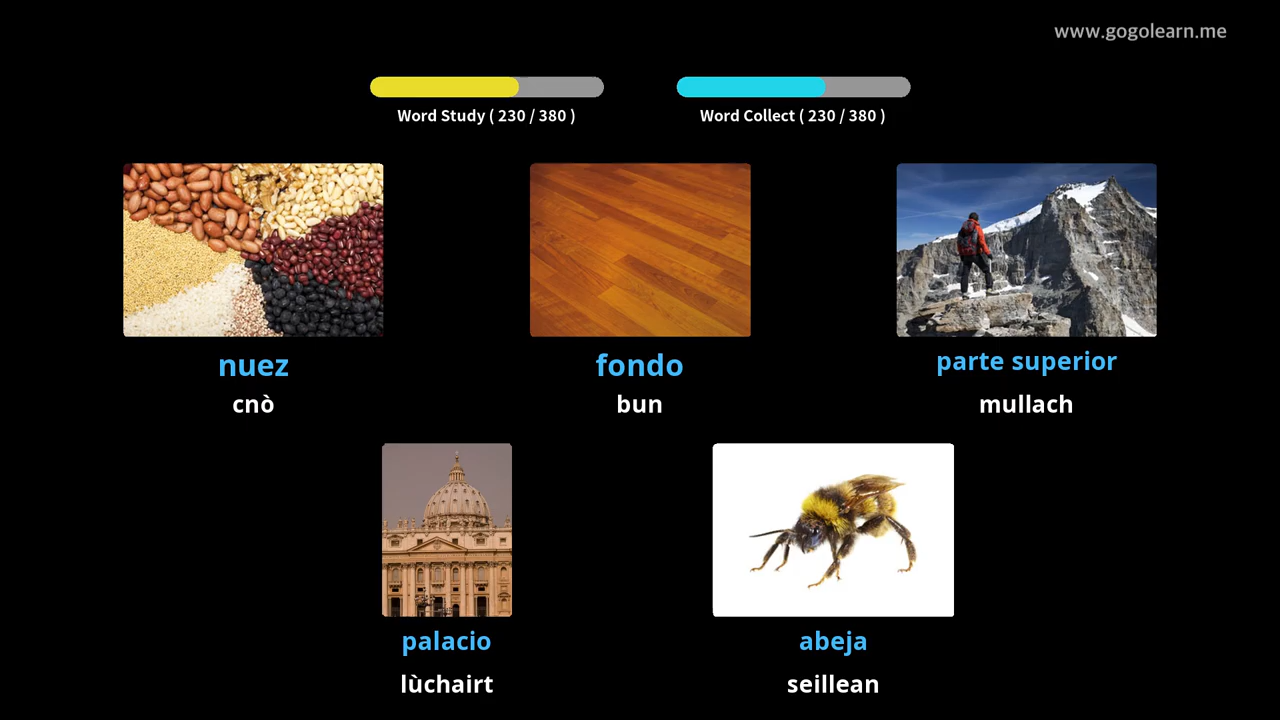 www.gogolearn.me
Word Study ( 230 / 380 )
Word Collect ( 230 / 380 )
nuez
cnò
fondo
bun
parte superior
mullach
palacio
lùchairt
abeja
seillean